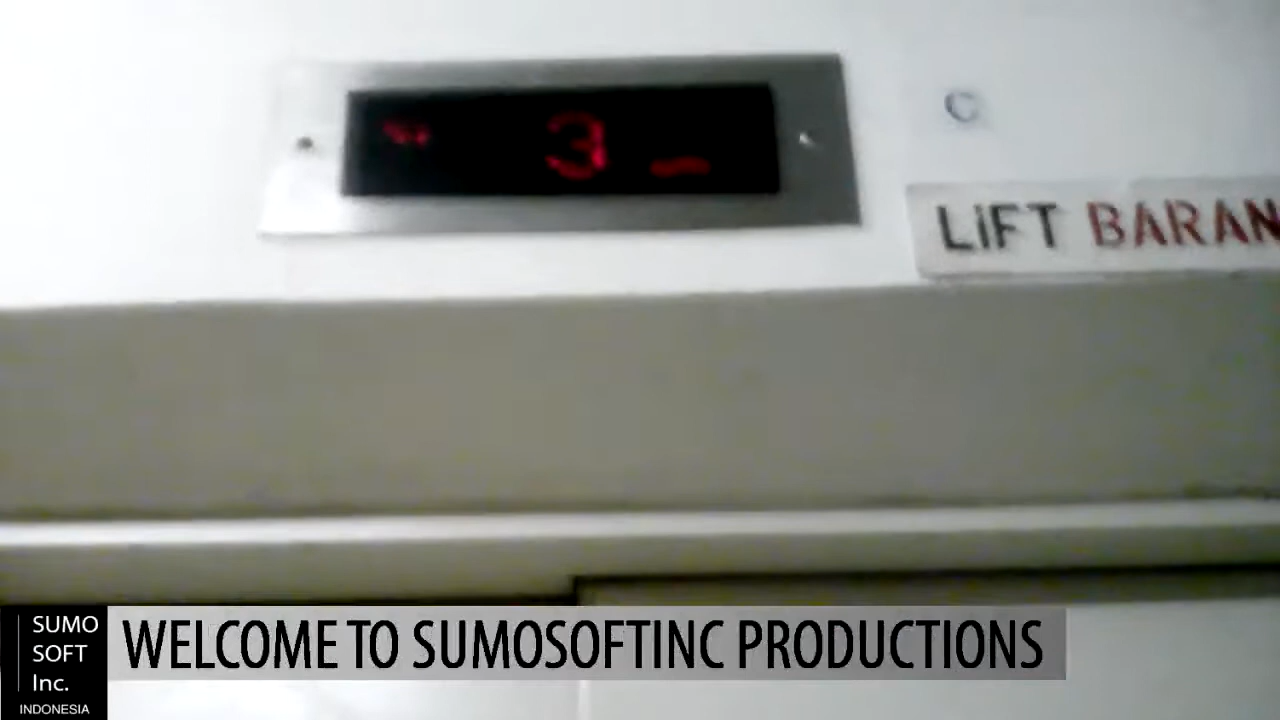 3
C
LiFT BARAN
SUMO
SOFT
Inc.
INDONESIA
WELCOME TO SUMOSOFTINC PRODUCTIONS